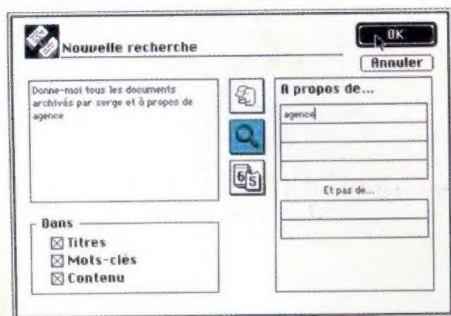 Nouvelle recherche
OK
Annuler
Donne-moi tous les documents
archivés par serge et à propos de
agence
65
A propos de...
agence
Et pas de...
Dans
Titres
Mots-clés
Contenu